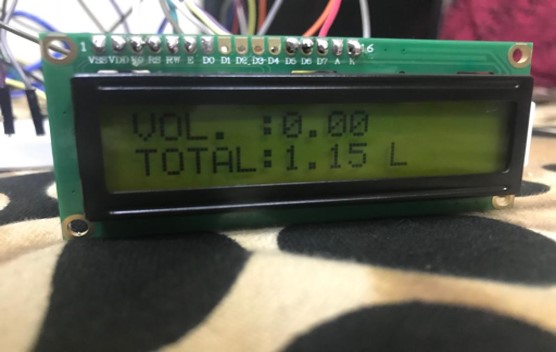 1 VSS VDD V0 RS RW E D0 D1 D2 D3 D4 D5 D6 D7 A K 16
VOL. :0.00
TOTAL:1.15 L